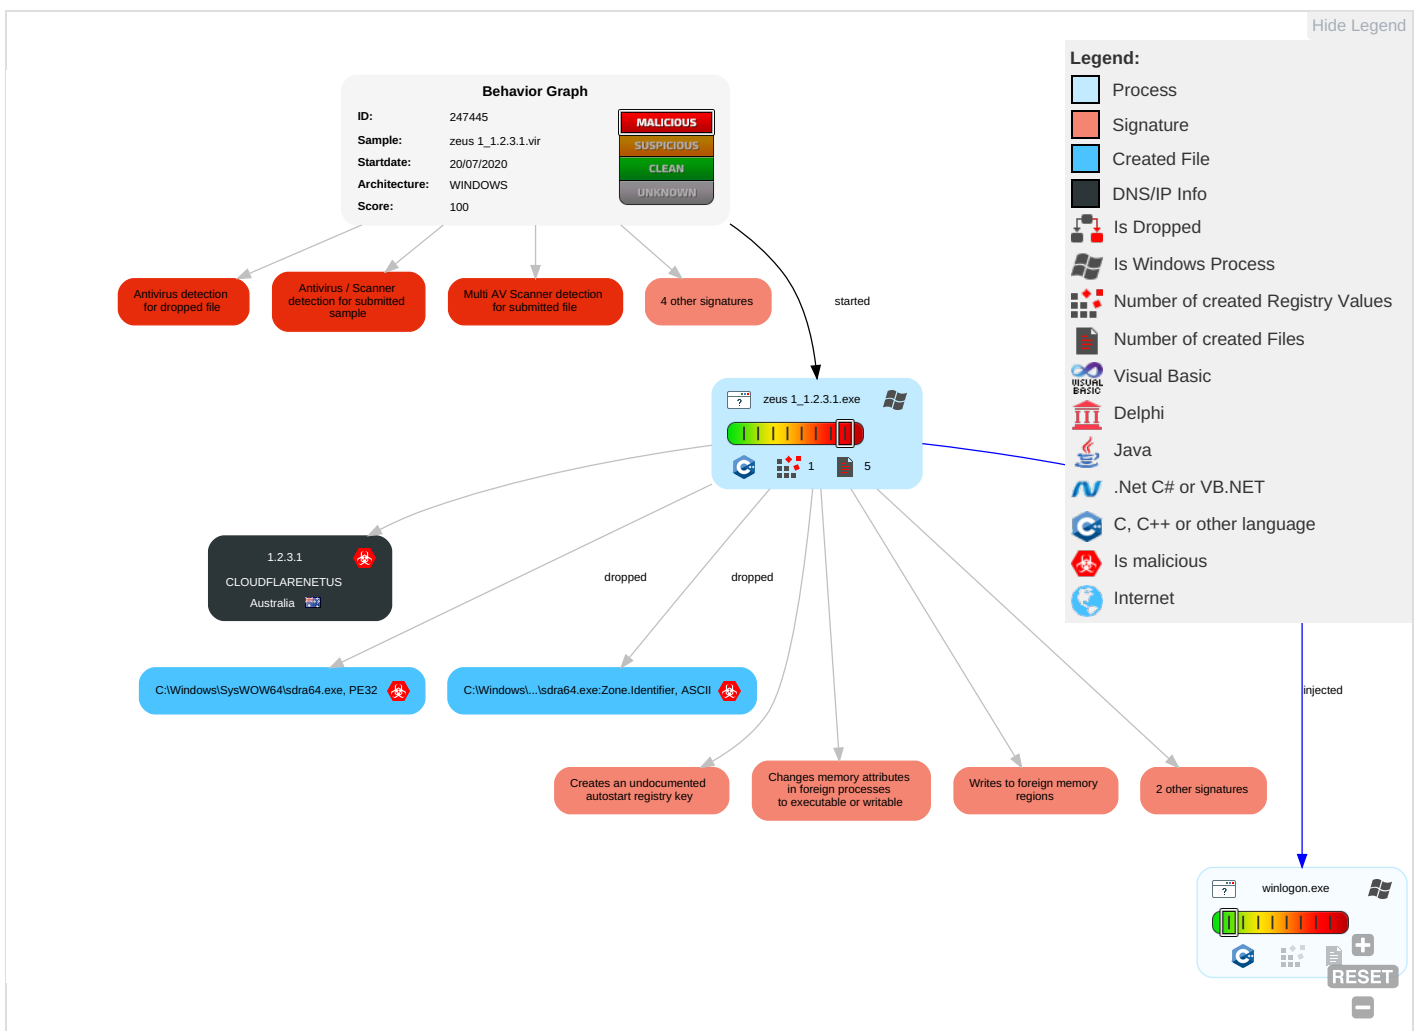 Hide Legend
Legend:
Process
Signature
Created File
DNS/IP Info
Is Dropped
Is Windows Process
Number of created Registry Values
Number of created Files
VISUAL
BASIC
Visual Basic
Delphi
Java
.Net C# or VB.NET
C, C++ or other language
Is malicious
Internet
Behavior Graph
ID: 247445
Sample: zeus 1_1.2.3.1.vir
Startdate: 20/07/2020
Architecture: WINDOWS
Score: 100
MALICIOUS
SUSPICIOUS
CLEAN
UNKNOWN
Antivirus detection
for dropped file
Antivirus / Scanner
detection for submitted
sample
Multi AV Scanner detection
for submitted file
4 other signatures
started
?
zeus 1_1.2.3.1.exe
1
5
1.2.3.1
CLOUDFLARENETUS
Australia
dropped
dropped
C:\Windows\SysWOW64\sdra64.exe, PE32
C:\Windows\...\sdra64.exe:Zone.Identifier, ASCII
injected
Creates an undocumented
autostart registry key
Changes memory attributes
in foreign processes
to executable or writable
Writes to foreign memory
regions
2 other signatures
?
winlogon.exe
RESET